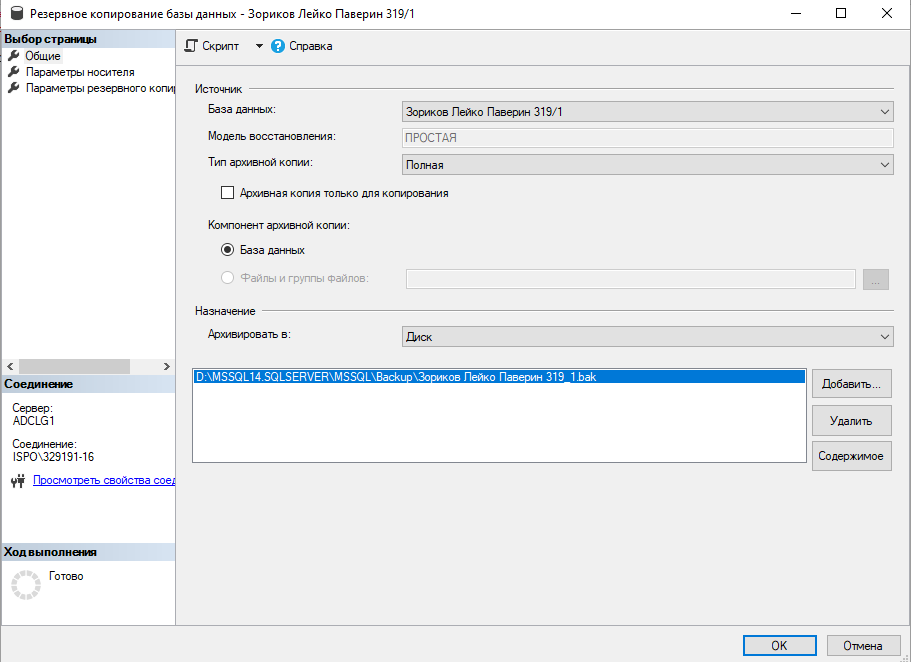 Резервное копирование базы данных - Зориков Лейко Паверин 319/1
Выбор страницы
Общие
Параметры носителя
Параметры резервного копи
Скрипт
Справка
Источник
База данных:
Зориков Лейко Паверин 319/1
Модель восстановления:
ПРОСТАЯ
Тип архивной копии:
Полная
Архивная копия только для копирования
Компонент архивной копии:
База данных
Файлы и группы файлов:
...
Назначение
Архивировать в:
Диск
D:\MSSQL14.SQLSERVER\MSSQL\Backup\Зориков Лейко Паверин 319_1.bak
Добавить...
Удалить
Содержимое
Соединение
Сервер:
ADCLG1
Соединение:
ISPO\329191-16
Просмотреть свойства соед
Ход выполнения
Готово
OK
Отмена